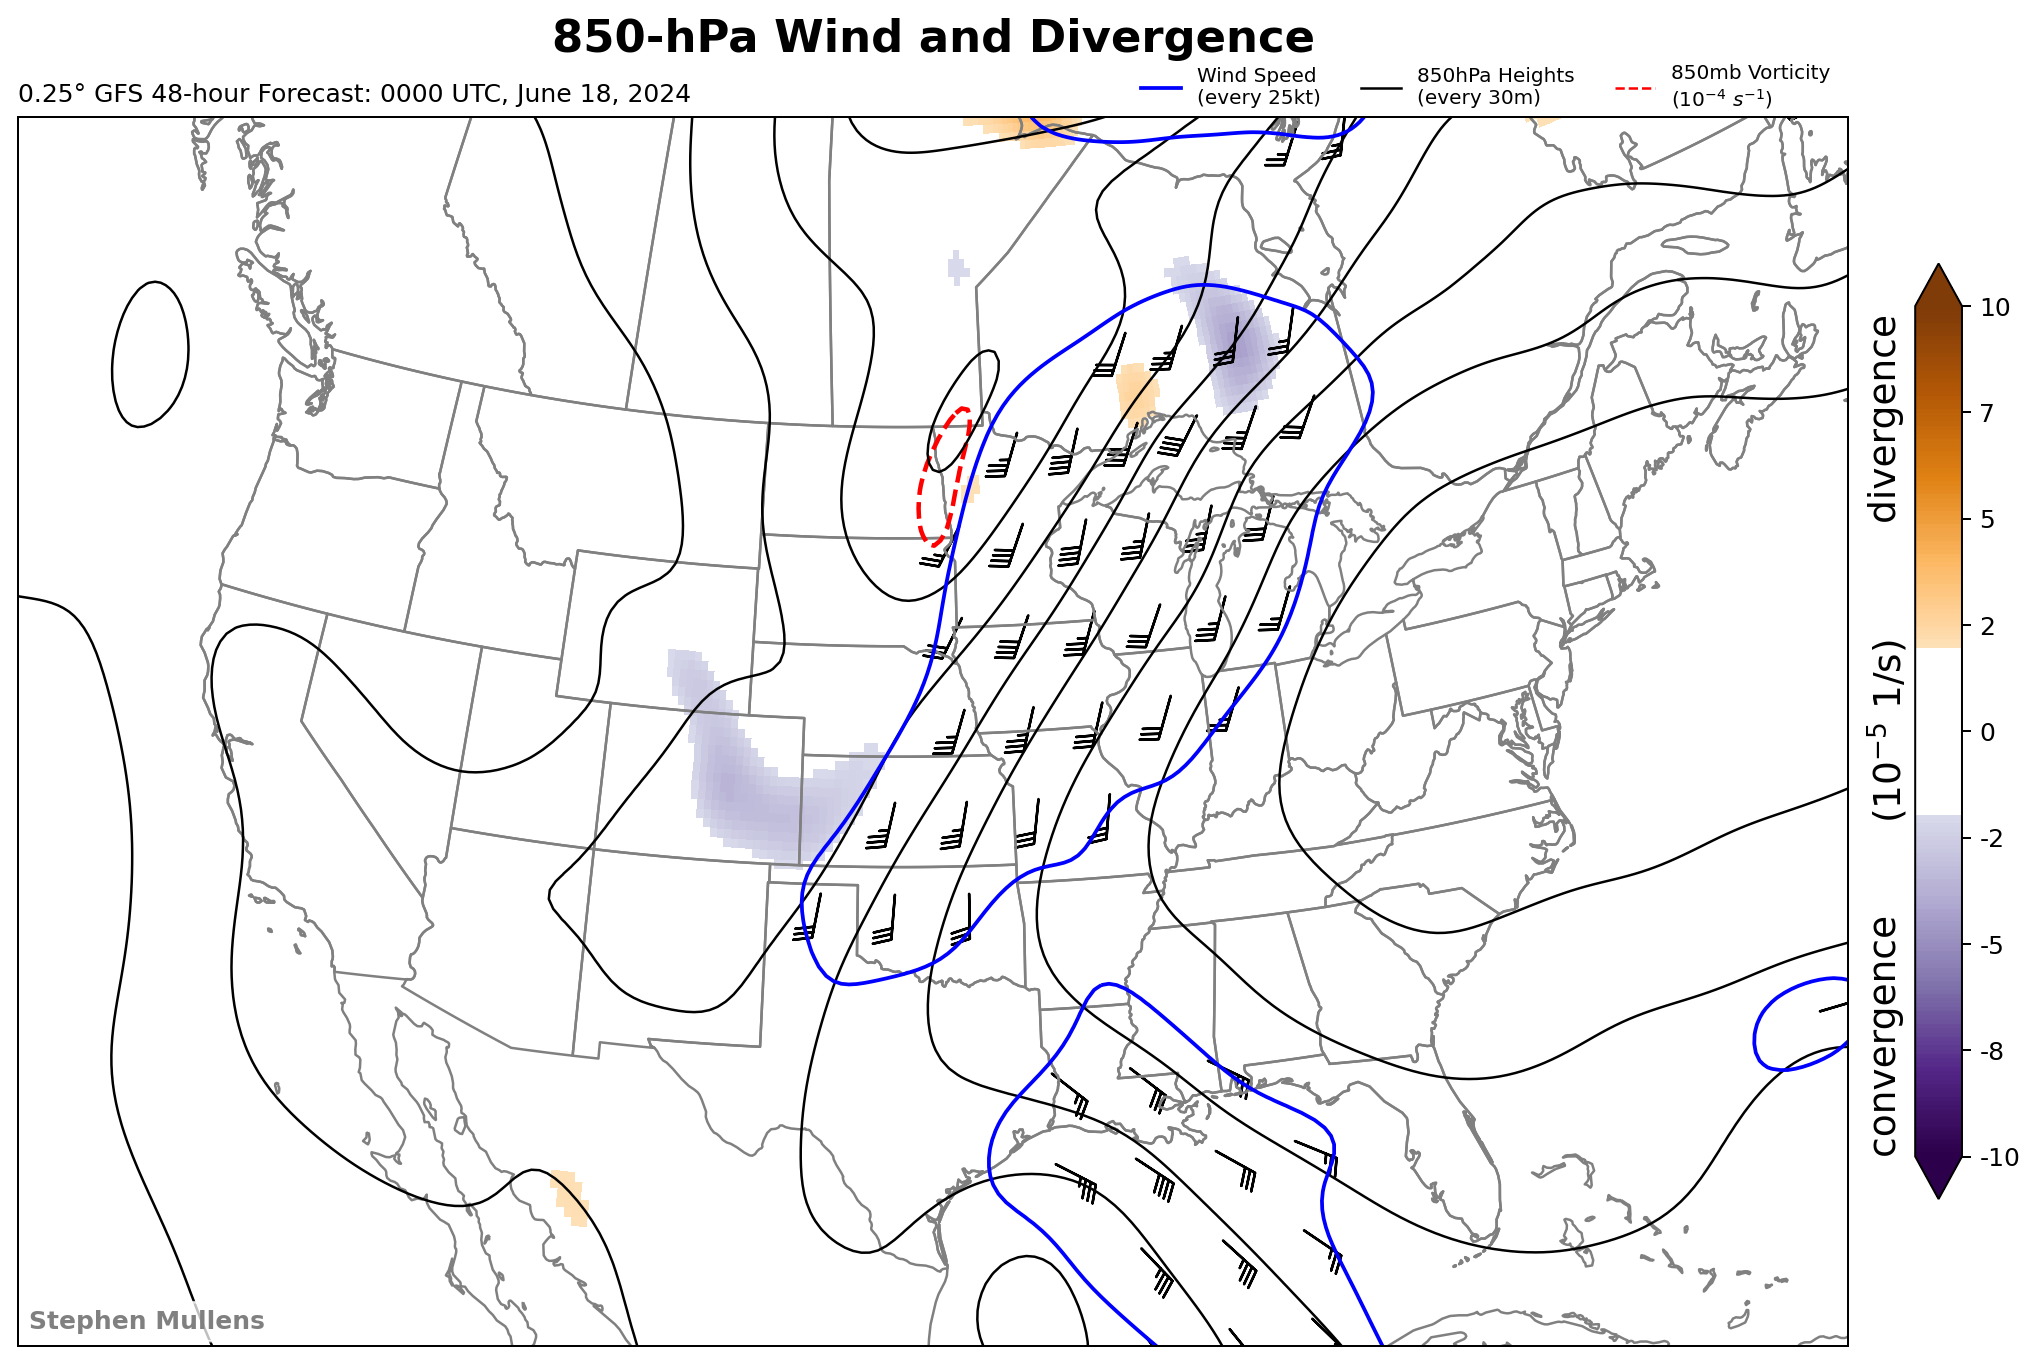 850-hPa Wind and Divergence
0.25° GFS 48-hour Forecast: 0000 UTC, June 18, 2024
Wind Speed
(every 25kt)
850hPa Heights
(every 30m)
850mb Vorticity
(10⁻⁴ s⁻¹)
10
7
5
2
0
-2
-5
-8
-10
convergence (10⁻⁵ 1/s) divergence
Stephen Mullens